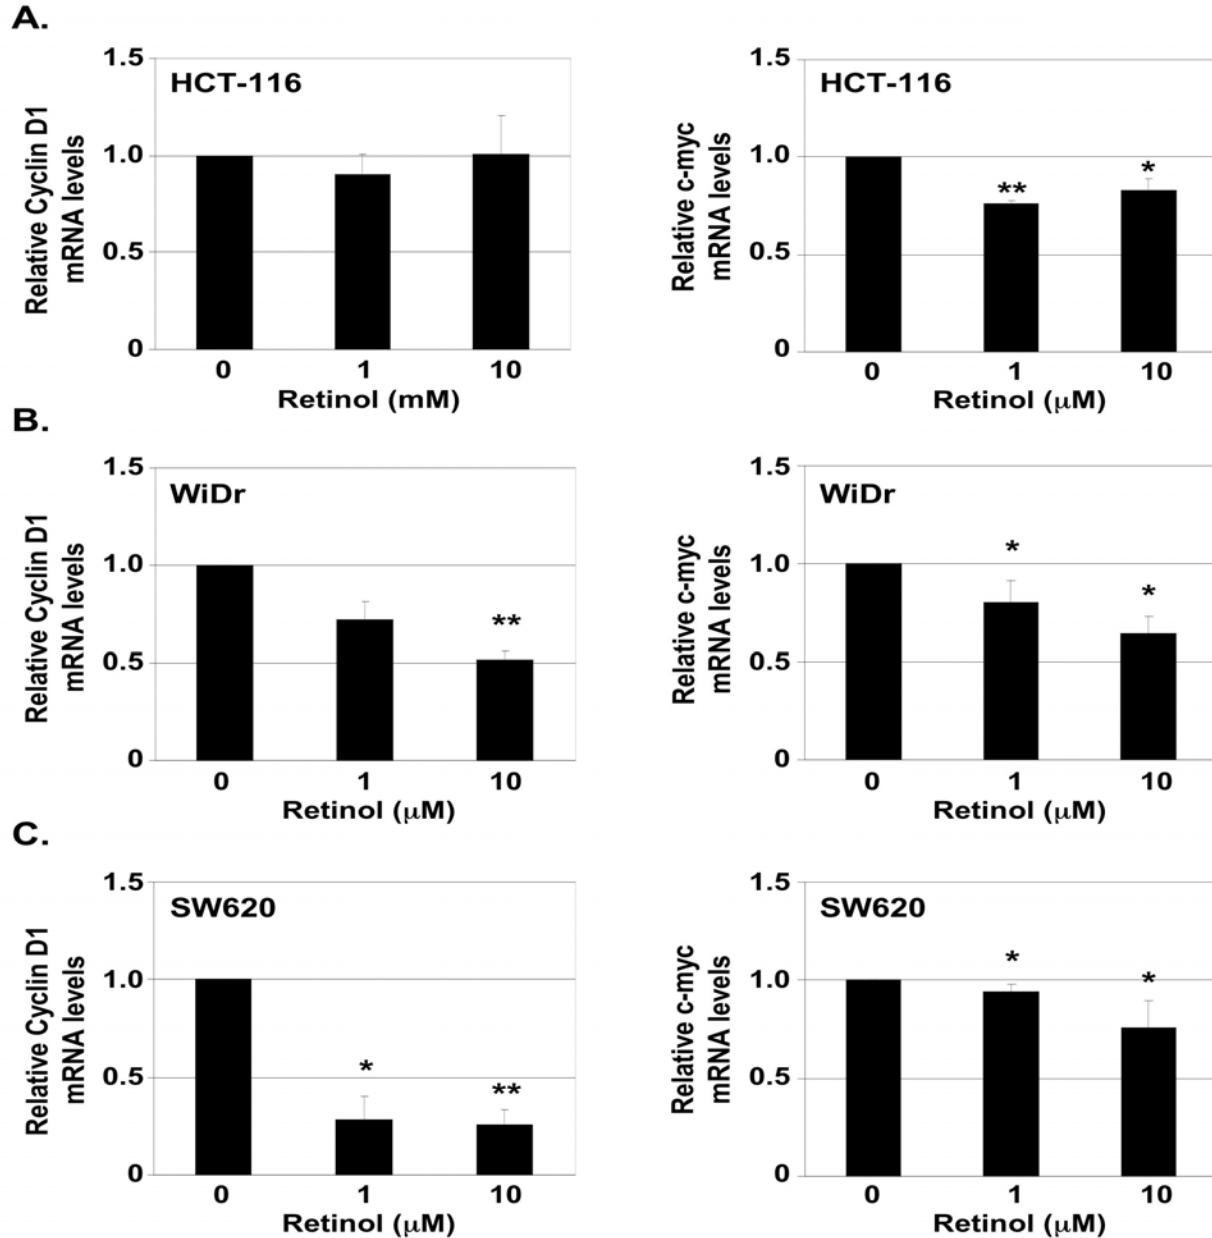 A.
Relative Cyclin D1
mRNA levels
1.5
1.0
0.5
0
HCT-116
0 1 10
Retinol (mM)
Relative c-myc
mRNA levels
1.5
1.0
0.5
0
HCT-116
**
*
0 1 10
Retinol (μM)
B.
Relative Cyclin D1
mRNA levels
1.5
1.0
0.5
0
WiDr
**
0 1 10
Retinol (μM)
Relative c-myc
mRNA levels
1.5
1.0
0.5
0
WiDr
*
*
0 1 10
Retinol (μM)
C.
Relative Cyclin D1
mRNA levels
1.5
1.0
0.5
0
SW620
*
**
0 1 10
Retinol (μM)
Relative c-myc
mRNA levels
1.5
1.0
0.5
0
SW620
*
*
0 1 10
Retinol (μM)